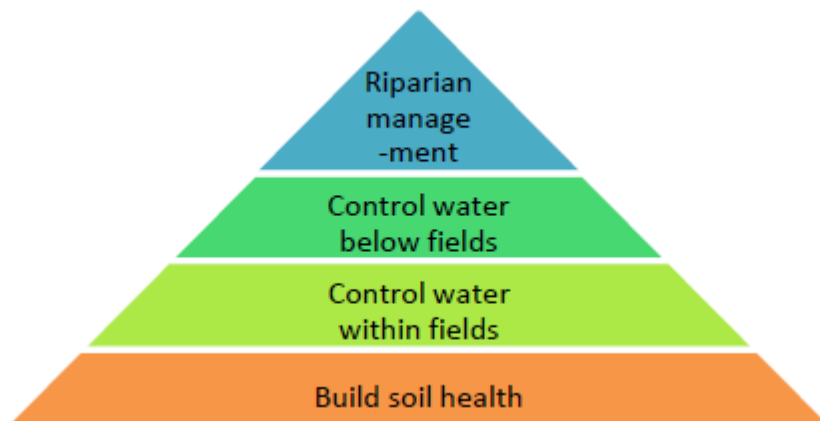 Riparian
manage
-ment
Control water
below fields
Control water
within fields
Build soil health